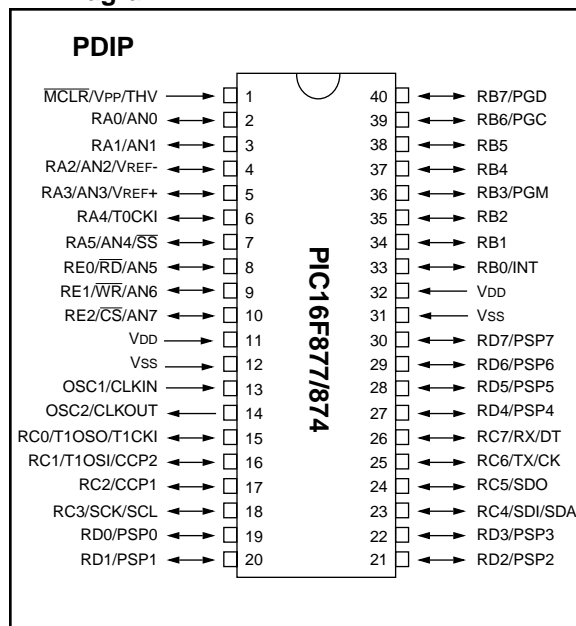 PDIP
MCLR/VPP/THV 1 40 RB7/PGD
RA0/AN0 2 39 RB6/PGC
RA1/AN1 3 38 RB5
RA2/AN2/VREF- 4 37 RB4
RA3/AN3/VREF+ 5 36 RB3/PGM
RA4/T0CKI 6 35 RB2
RA5/AN4/SS 7 34 RB1
RE0/RD/AN5 8 33 RB0/INT
RE1/WR/AN6 9 32 VDD
RE2/CS/AN7 10 31 VSS
VDD 11 30 RD7/PSP7
VSS 12 29 RD6/PSP6
OSC1/CLKIN 13 28 RD5/PSP5
OSC2/CLKOUT 14 27 RD4/PSP4
RC0/T1OSO/T1CKI 15 26 RC7/RX/DT
RC1/T1OSI/CCP2 16 25 RC6/TX/CK
RC2/CCP1 17 24 RC5/SDO
RC3/SCK/SCL 18 23 RC4/SDI/SDA
RD0/PSP0 19 22 RD3/PSP3
RD1/PSP1 20 21 RD2/PSP2
PIC16F877/874